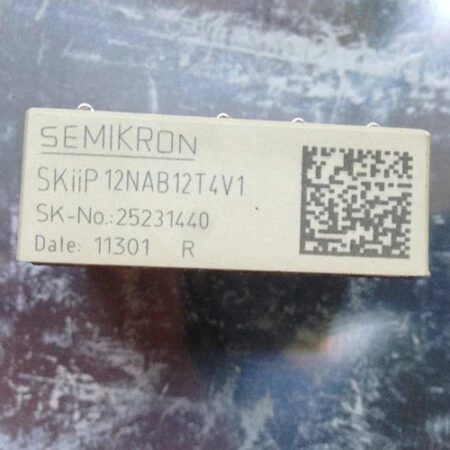 SEMIKRON
SKiiP 12NAB12T4V1
SK-No.:25231440
Date: 11301 R